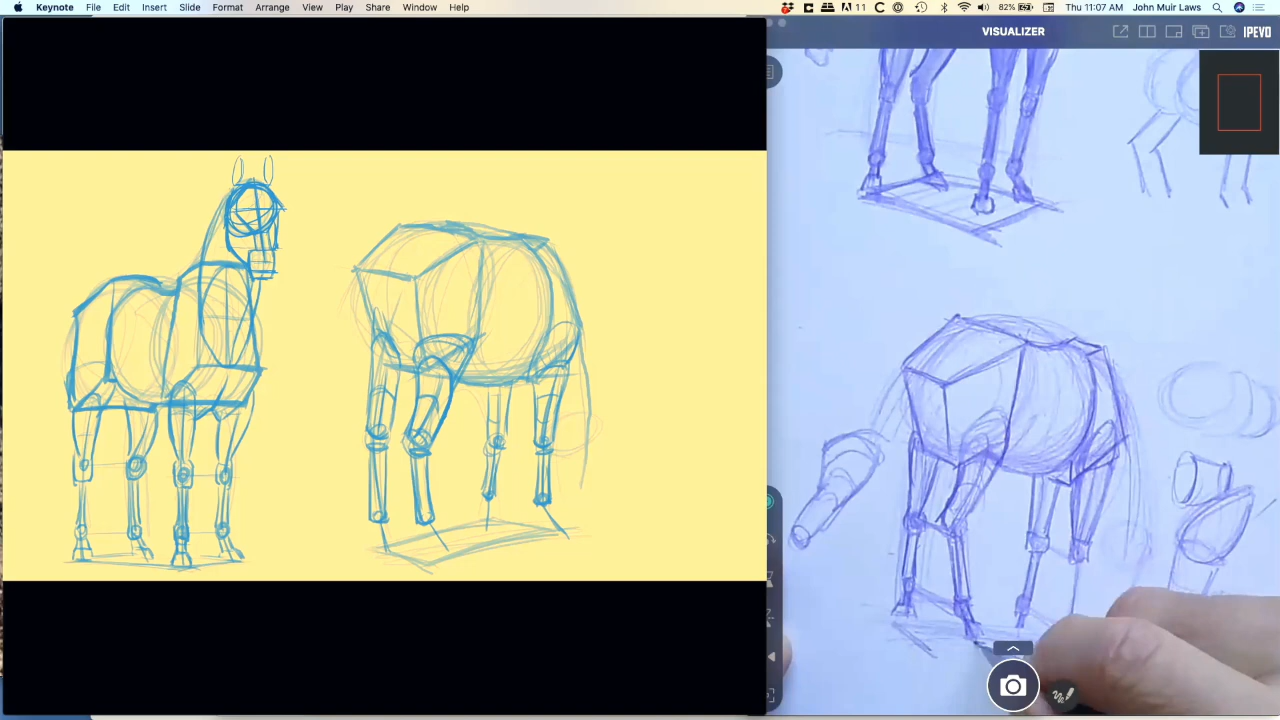 Keynote File Edit Insert Slide Format Arrange View Play Share Window Help 11 82% Thu 11:07 AM John Muir Laws
VISUALIZER IPEVO